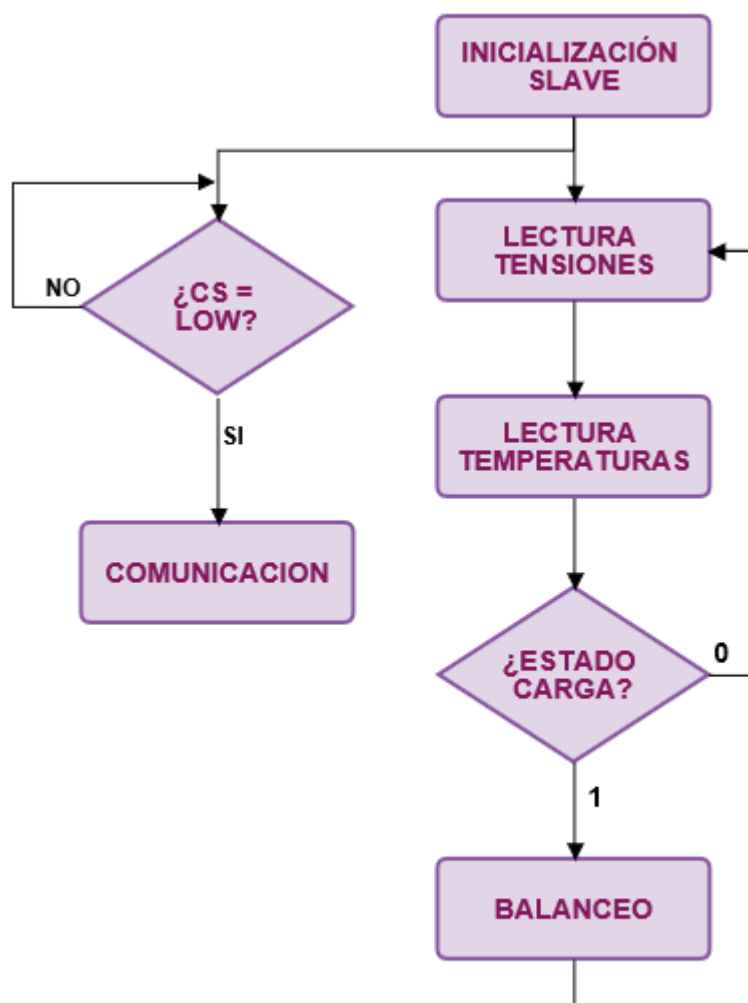 INICIALIZACIÓN
SLAVE
LECTURA
TENSIONES
¿CS =
LOW?
NO
SI
COMUNICACION
LECTURA
TEMPERATURAS
¿ESTADO
CARGA?
0
1
BALANCEO